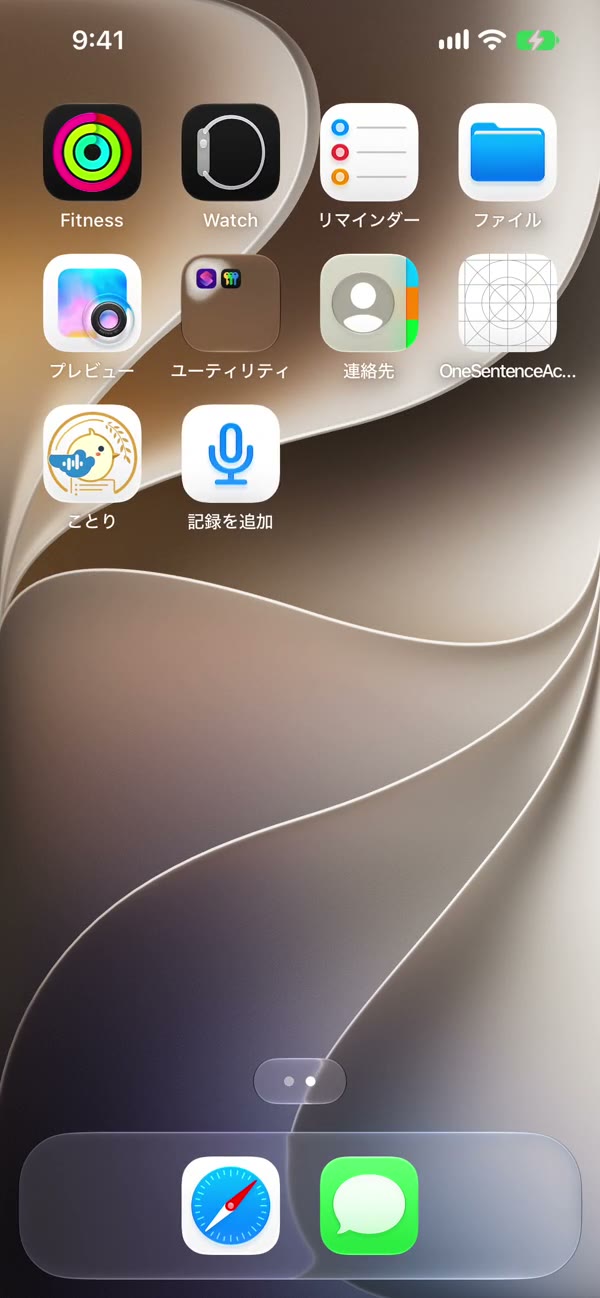 9:41
Fitness
Watch
リマインダー
ファイル
プレビュー
ユーティリティ
連絡先
OneSentenceAc...
ことり
記録を追加